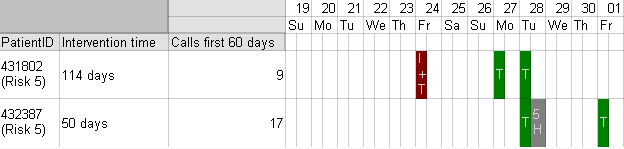 19 20 21 22 23 24 25 26 27 28 29 30 01
Su Mo Tu We Th Fr Sa Su Mo Tu We Th Fr
PatientID Intervention time Calls first 60 days
431802
(Risk 5) 114 days 9 I + T T T
432387
(Risk 5) 50 days 17 T 5 H T